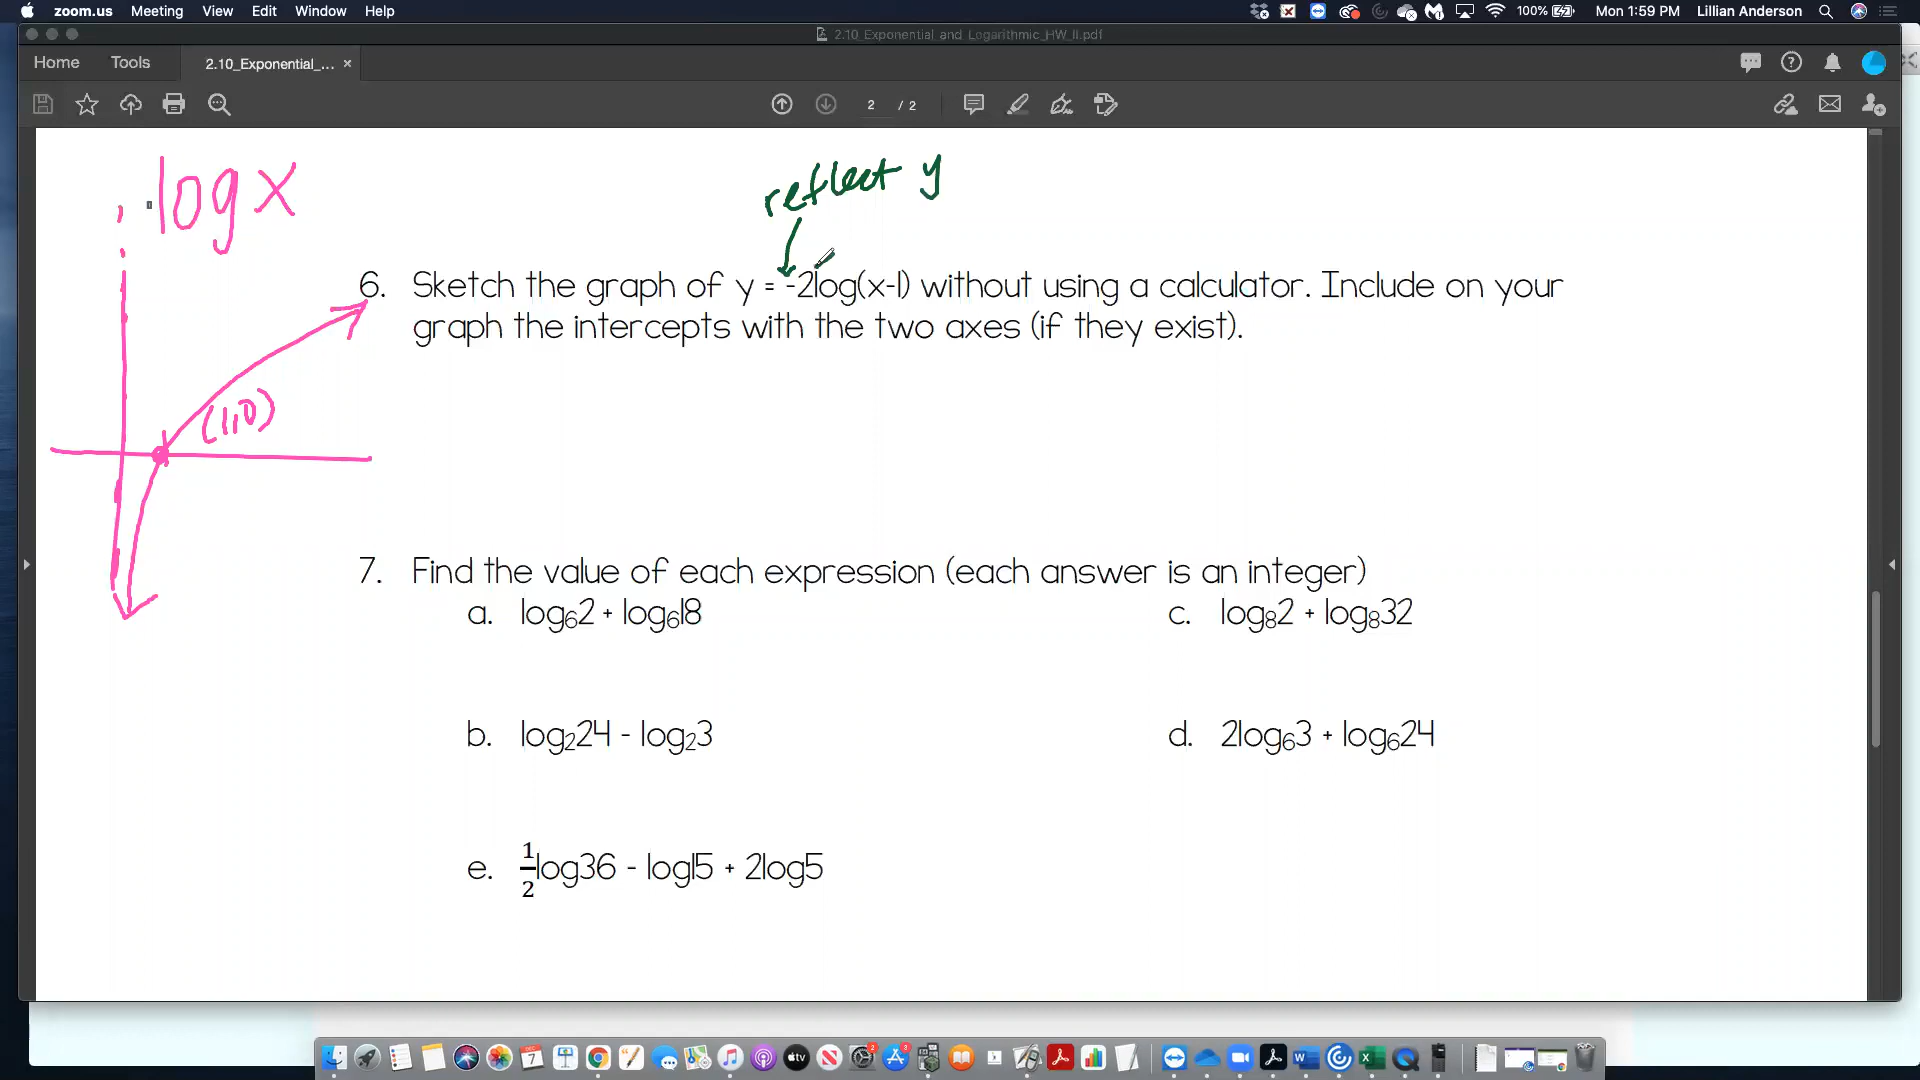 zoom.us Meeting View Edit Window Help 100% Mon 1:59 PM Lillian Anderson
2.10_Exponential_and_Logarithmic_HW_II.pdf
Home Tools 2.10_Exponential_... ×
2 / 2
log x
reflect y
6. Sketch the graph of y = -2log(x-1) without using a calculator. Include on your
graph the intercepts with the two axes (if they exist).
(1,0)
7. Find the value of each expression (each answer is an integer)
a. log₆2 + log₆18
c. log₈2 + log₈32
b. log₂24 - log₂3
d. 2log₆3 + log₆24
e. 1/2log36 - log15 + 2log5